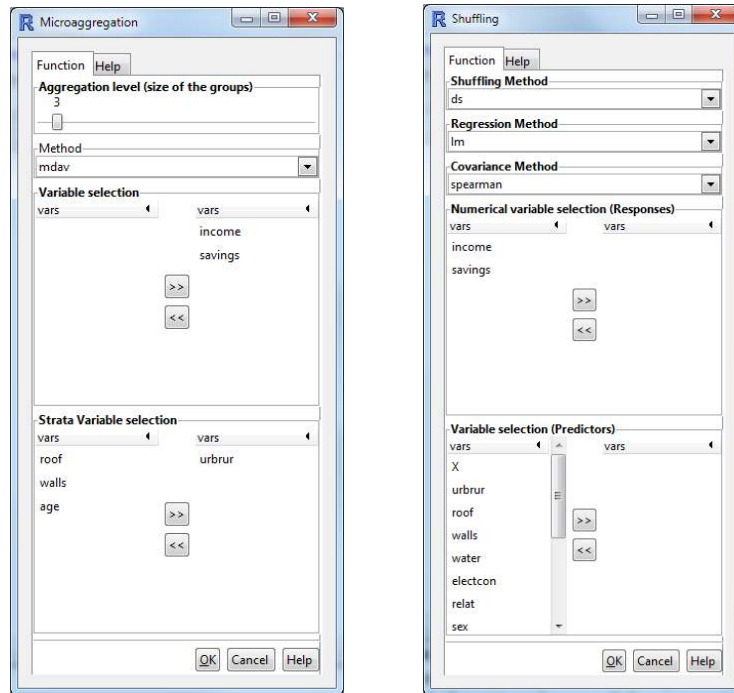 Microaggregation
Function Help
Aggregation level (size of the groups)
3
Method
mdav
Variable selection
vars vars
income
savings
>>
<<
Strata Variable selection
vars vars
roof urbrur
walls
age
>>
<<
OK Cancel Help
Shuffling
Function Help
Shuffling Method
ds
Regression Method
lm
Covariance Method
spearman
Numerical variable selection (Responses)
vars vars
income
savings
>>
<<
Variable selection (Predictors)
vars vars
X
urbrur
roof
walls
water
electcon
relat
sex
>>
<<
OK Cancel Help